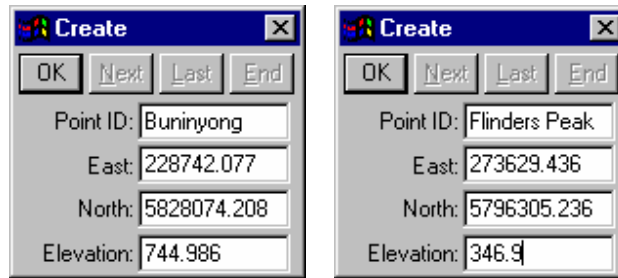 Create
OK Next Last End
Point ID: Buninyong
East: 228742.077
North: 5828074.208
Elevation: 744.986
Create
OK Next Last End
Point ID: Flinders Peak
East: 273629.436
North: 5796305.236
Elevation: 346.9